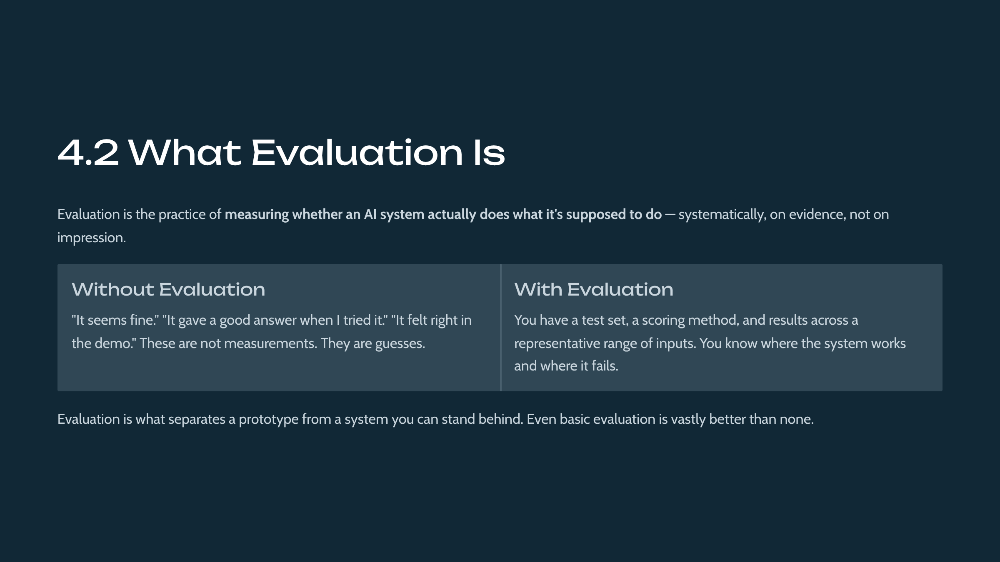 4.2 What Evaluation Is
Evaluation is the practice of measuring whether an AI system actually does what it's supposed to do — systematically, on evidence, not on
impression.
Without Evaluation
"It seems fine." "It gave a good answer when I tried it." "It felt right in
the demo." These are not measurements. They are guesses.
With Evaluation
You have a test set, a scoring method, and results across a
representative range of inputs. You know where the system works
and where it fails.
Evaluation is what separates a prototype from a system you can stand behind. Even basic evaluation is vastly better than none.